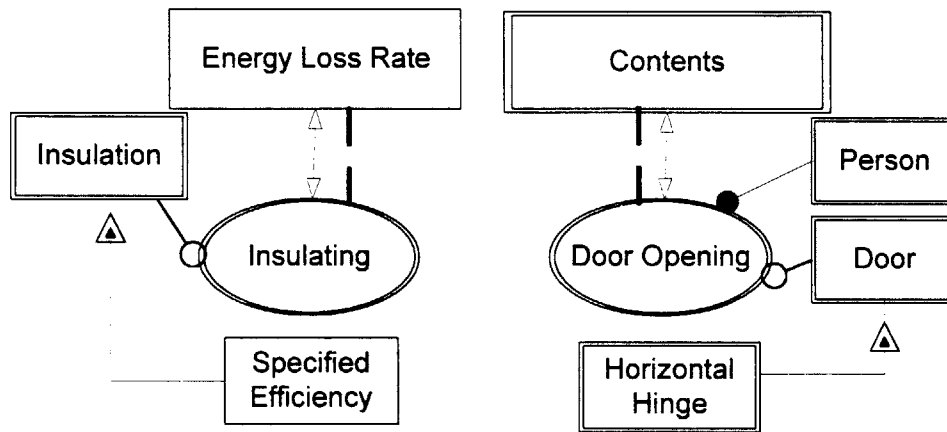 Energy Loss Rate
Contents
Insulation
Person
Insulating
Door Opening
Door
Specified
Efficiency
Horizontal
Hinge